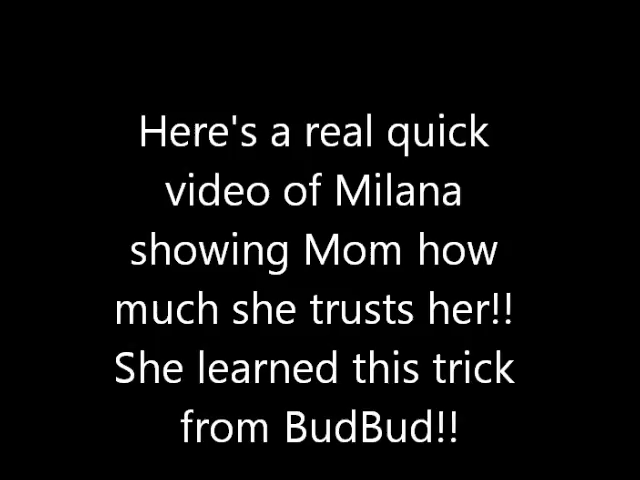 Here's a real quick
video of Milana
showing Mom how
much she trusts her!!
She learned this trick
from BudBud!!